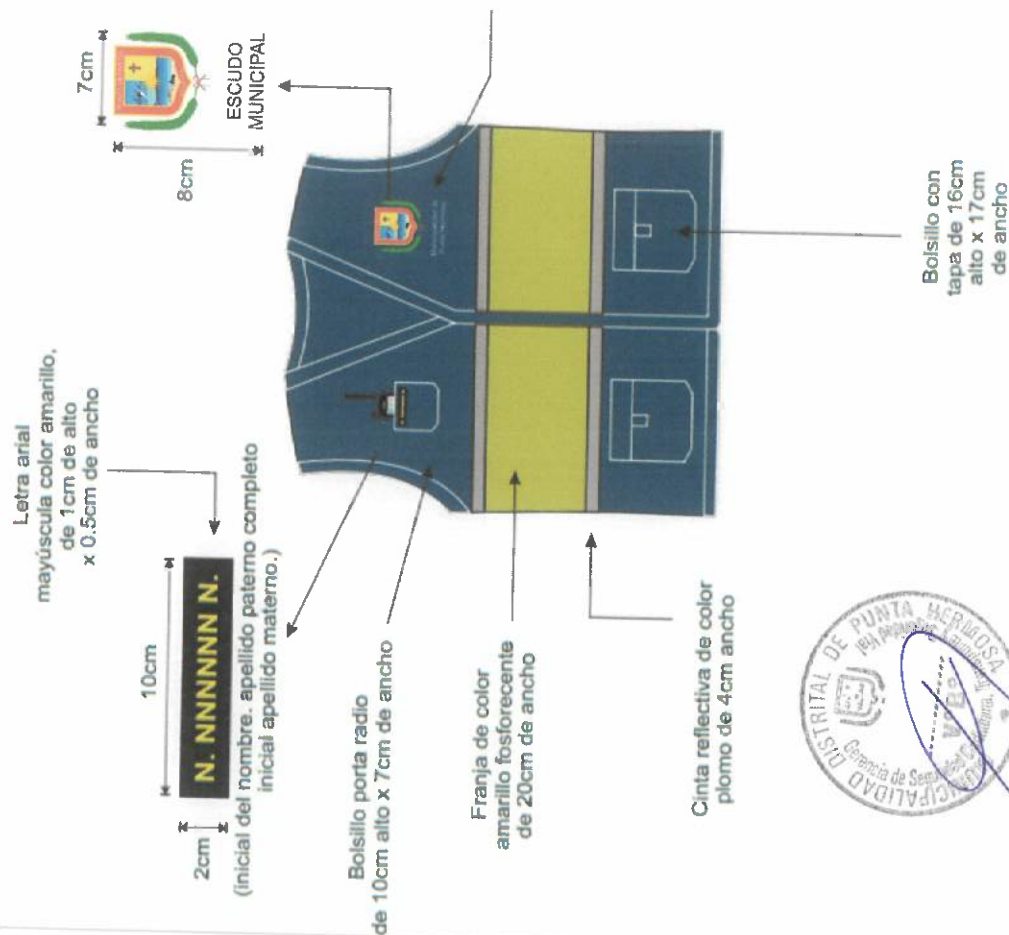 Letra arial
mayúscula color amarillo,
de 1cm de alto
x 0.5cm de ancho
10cm
2cm
N. NNNNNN N.
(inicial del nombre. apellido paterno completo
inicial apellido materno.)
7cm
8cm
ESCUDO
MUNICIPAL
Bolsillo porta radio
de 10cm alto x 7cm de ancho
Franja de color
amarillo fosforecente
de 20cm de ancho
Cinta reflectiva de color
plomo de 4cm ancho
Bolsillo con
tapa de 16cm
alto x 17cm
de ancho
MUNICIPALIDAD DISTRITAL DE PUNTA HERMOSA
Gerencia de
V°B°